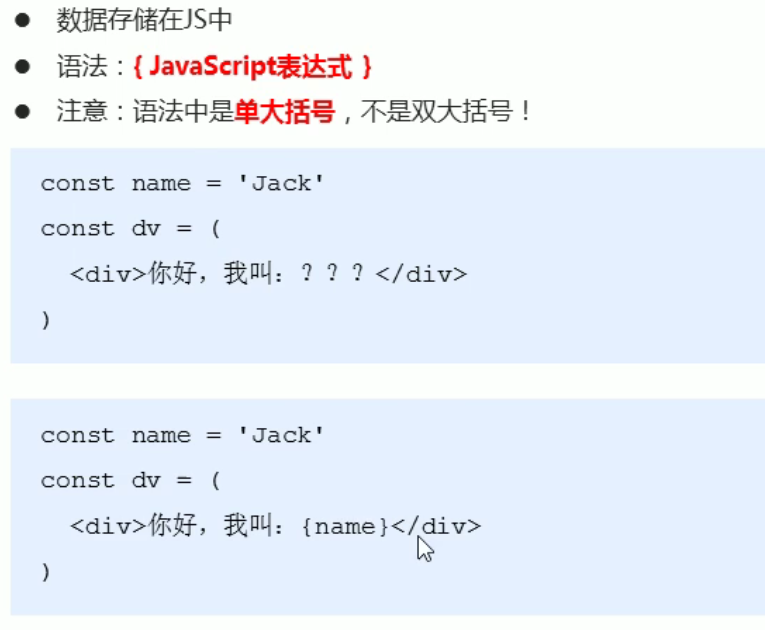 ● 数据存储在JS中
● 语法：{ JavaScript表达式 }
● 注意：语法中是单大括号，不是双大括号！
const name = 'Jack'
const dv = (
<div>你好，我叫：？？？</div>
)
const name = 'Jack'
const dv = (
<div>你好，我叫：{name}</div>
)